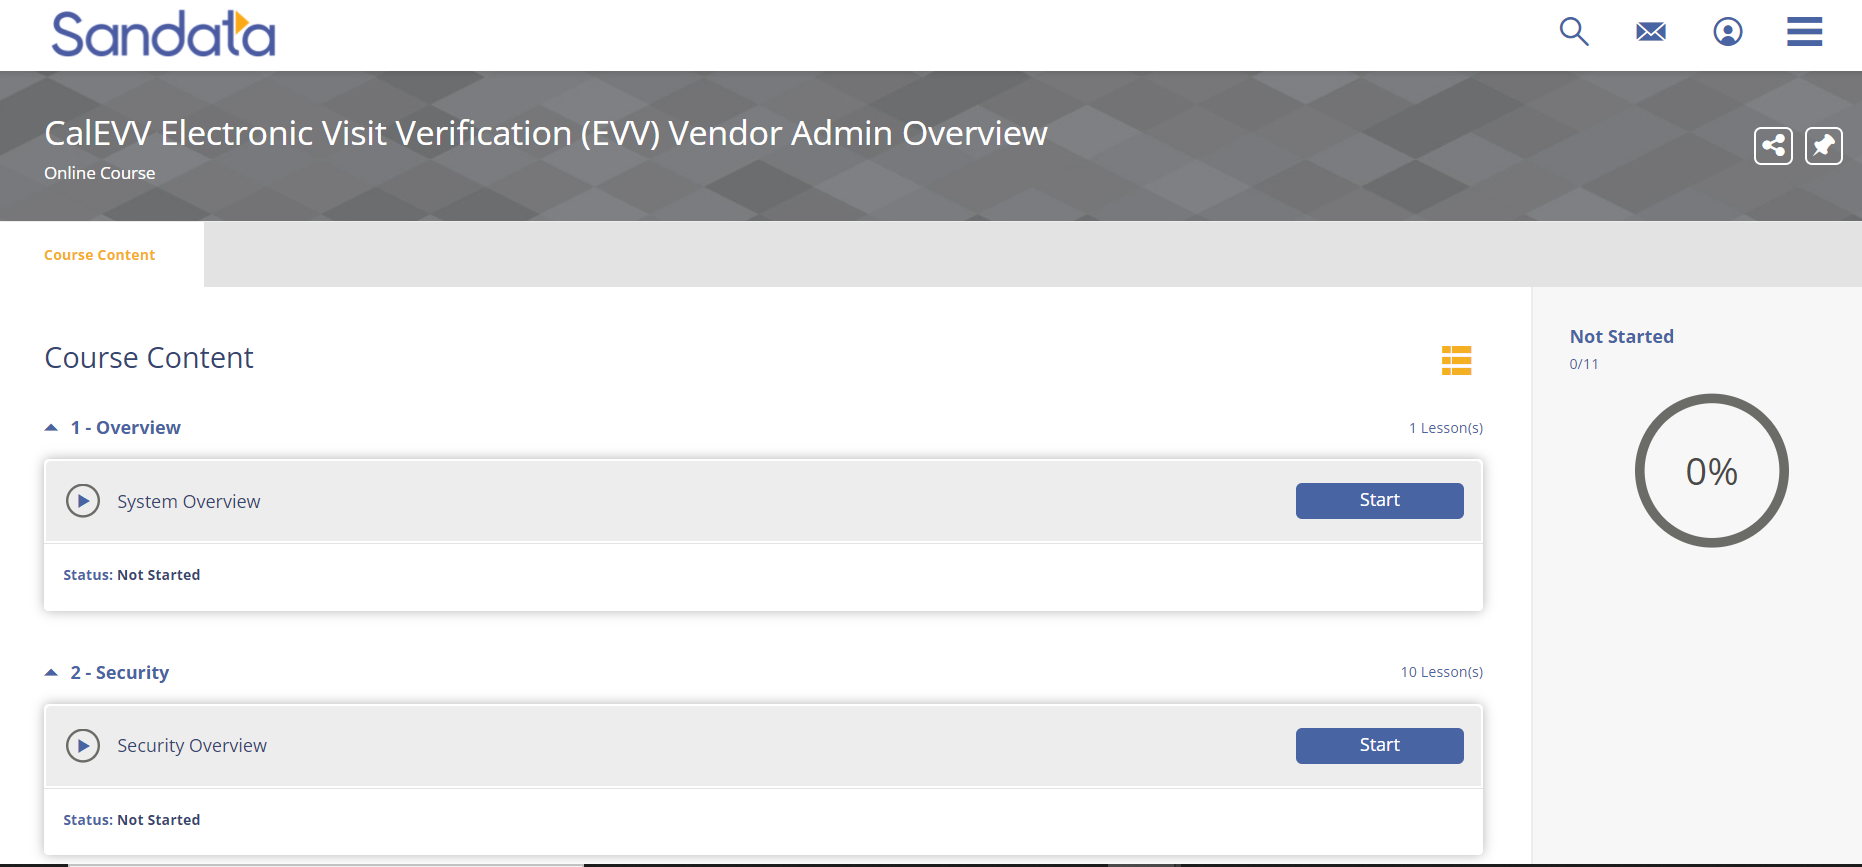 Sandata
CalEVV Electronic Visit Verification (EVV) Vendor Admin Overview
Online Course
Course Content
Course Content
1 - Overview
1 Lesson(s)
System Overview
Start
Status: Not Started
2 - Security
10 Lesson(s)
Security Overview
Start
Status: Not Started
Not Started
0/11
0%